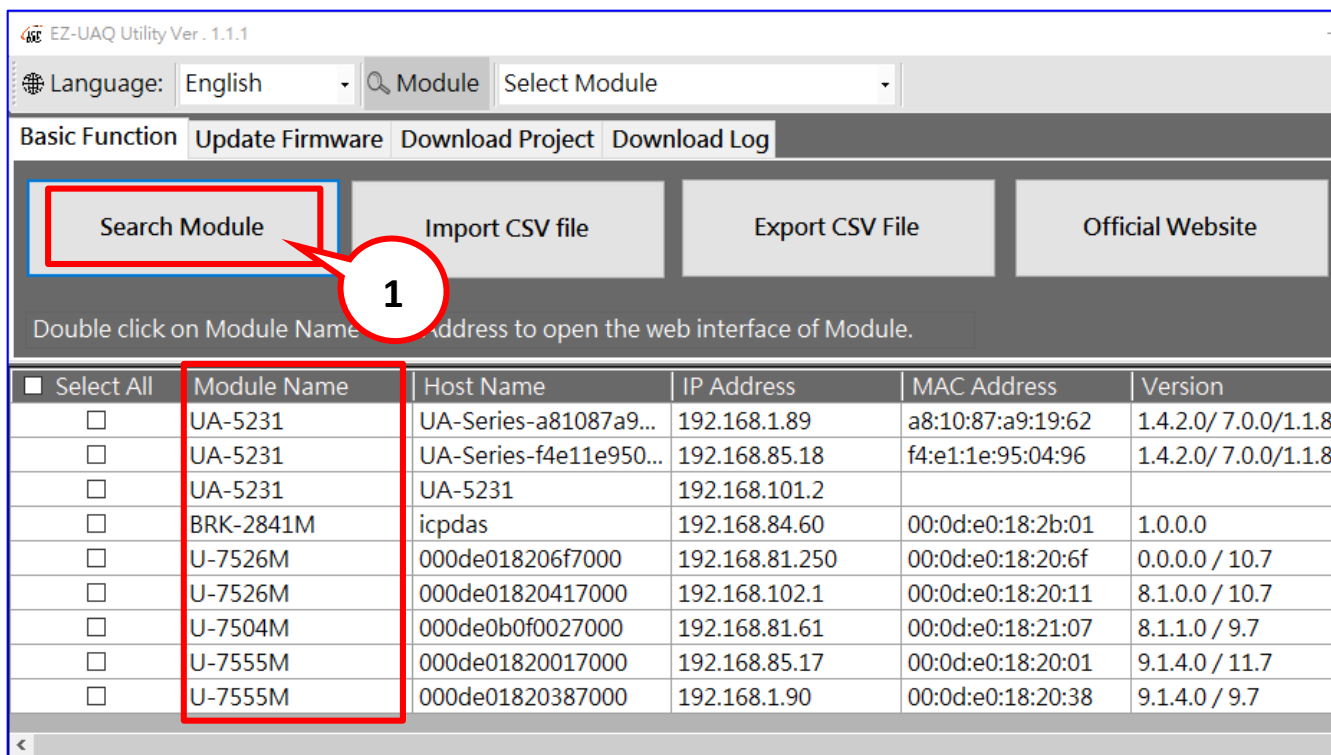 EZ-UAQ Utility Ver . 1.1.1
Language: English Module Select Module
Basic Function Update Firmware Download Project Download Log
Search Module Import CSV file Export CSV File Official Website
1
Double click on Module Name Address to open the web interface of Module.
Select All Module Name Host Name IP Address MAC Address Version
UA-5231 UA-Series-a81087a9... 192.168.1.89 a8:10:87:a9:19:62 1.4.2.0/ 7.0.0/1.1.8
UA-5231 UA-Series-f4e11e950... 192.168.85.18 f4:e1:1e:95:04:96 1.4.2.0/ 7.0.0/1.1.8
UA-5231 UA-5231 192.168.101.2
BRK-2841M icpdas 192.168.84.60 00:0d:e0:18:2b:01 1.0.0.0
U-7526M 000de018206f7000 192.168.81.250 00:0d:e0:18:20:6f 0.0.0.0 / 10.7
U-7526M 000de01820417000 192.168.102.1 00:0d:e0:18:20:11 8.1.0.0 / 10.7
U-7504M 000de0b0f0027000 192.168.81.61 00:0d:e0:18:21:07 8.1.1.0 / 9.7
U-7555M 000de01820017000 192.168.85.17 00:0d:e0:18:20:01 9.1.4.0 / 11.7
U-7555M 000de01820387000 192.168.1.90 00:0d:e0:18:20:38 9.1.4.0 / 9.7